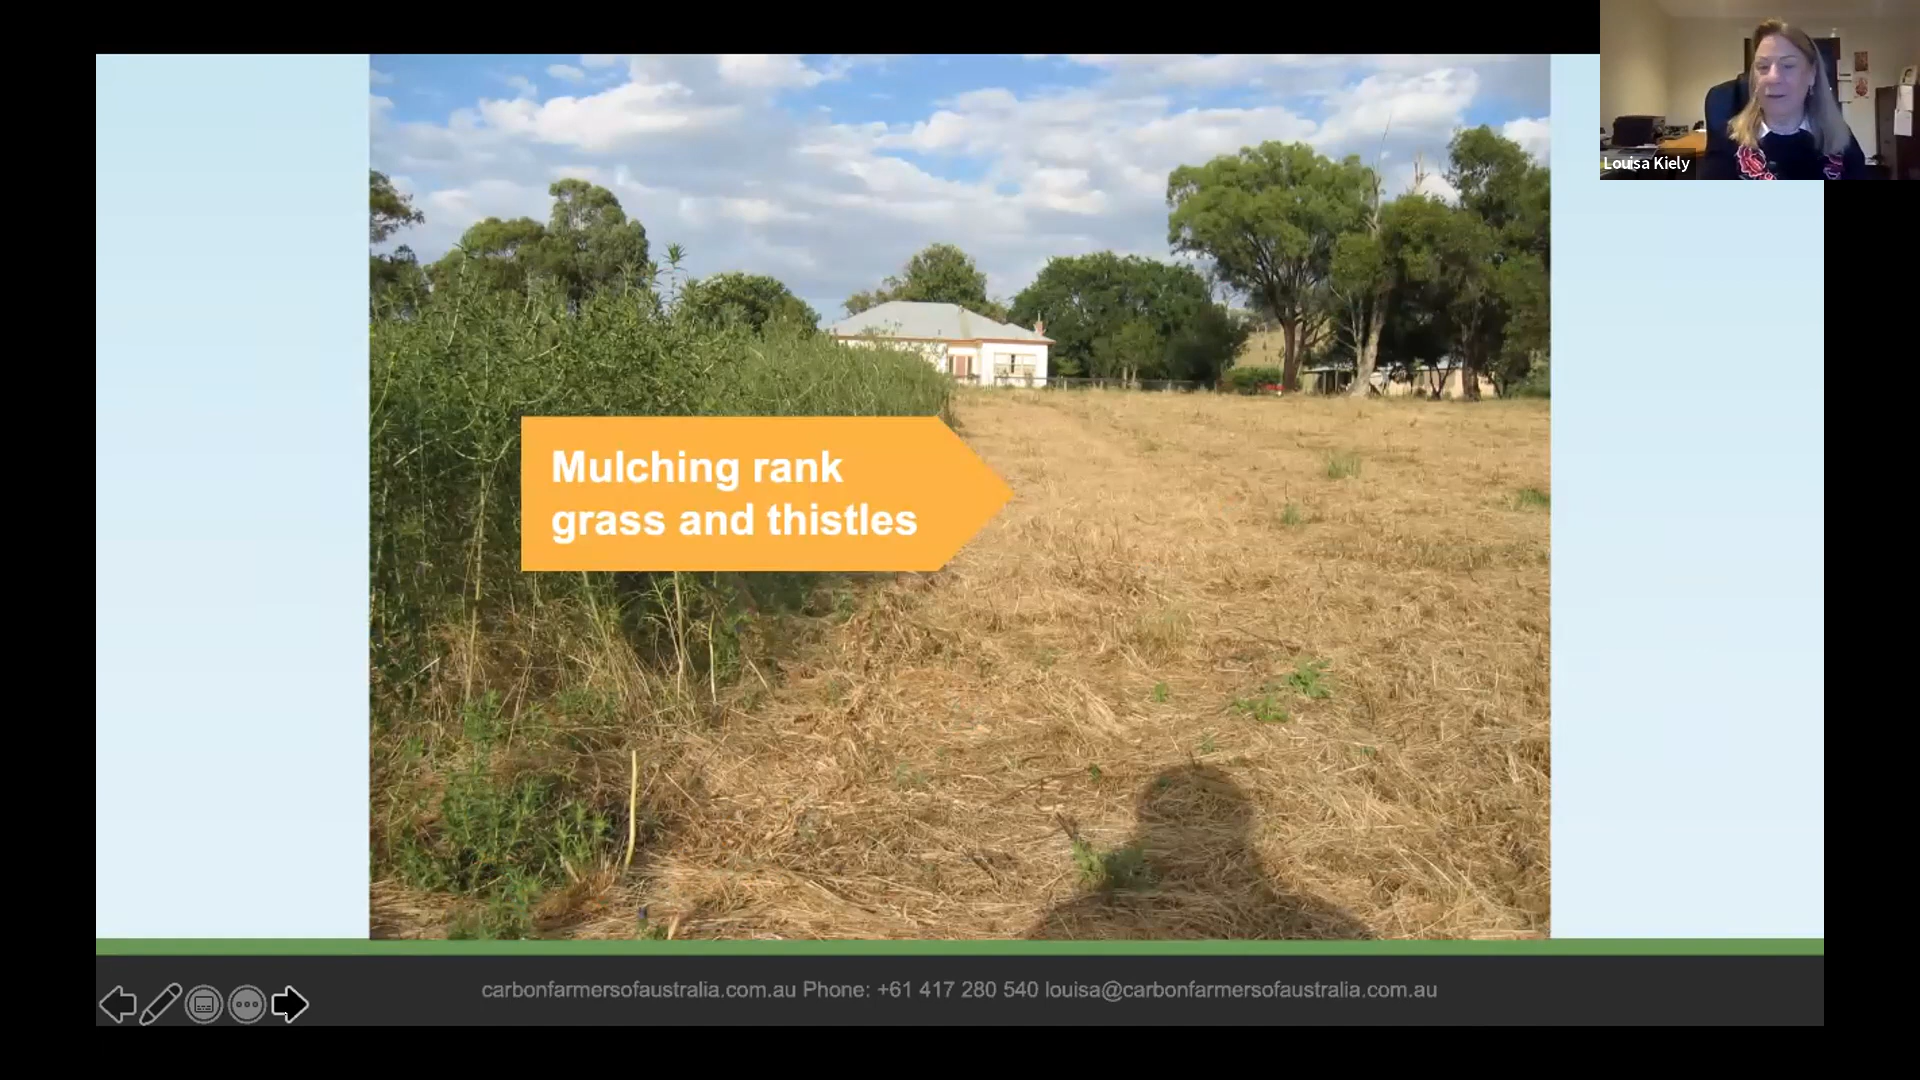 Louisa Kiely
Mulching rank
grass and thistles
carbonfarmersofaustralia.com.au Phone: +61 417 280 540 louisa@carbonfarmersofaustralia.com.au